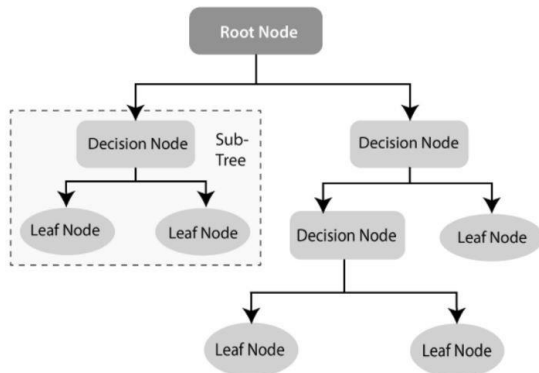 Root Node
Decision Node
Sub-
Tree
Decision Node
Leaf Node
Leaf Node
Decision Node
Leaf Node
Leaf Node
Leaf Node